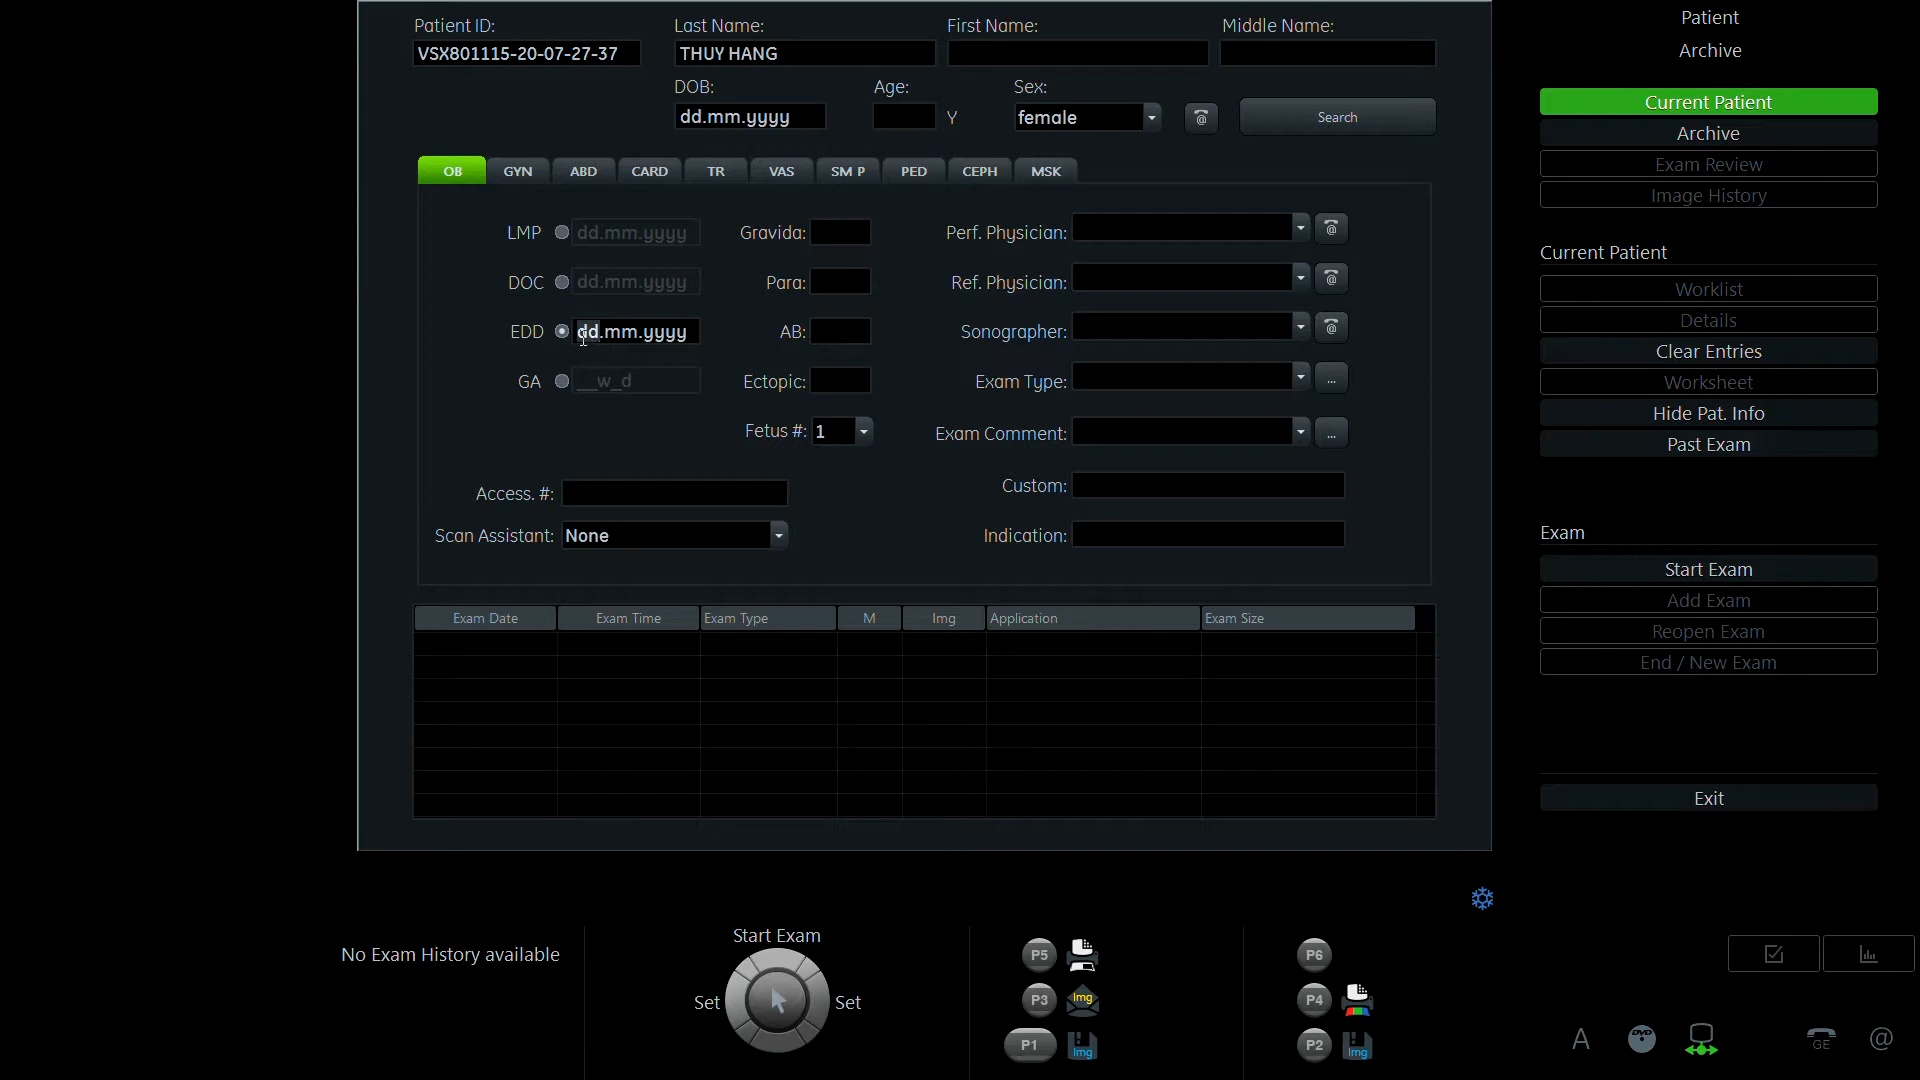 Patient ID: Last Name: First Name: Middle Name:
VSX801115-20-07-27-37 THUY HANG
DOB: Age: Sex:
dd.mm.yyyy Y female @ Search
OB GYN ABD CARD TR VAS SM P PED CEPH MSK
LMP dd.mm.yyyy Gravida: Perf. Physician: @
DOC dd.mm.yyyy Para: Ref. Physician: @
EDD dd.mm.yyyy AB: Sonographer: @
GA __w_d Ectopic: Exam Type: ...
Fetus #: 1 Exam Comment: ...
Access. #: Custom:
Scan Assistant: None Indication:
Exam Date Exam Time Exam Type M Img Application Exam Size
Patient
Archive
Current Patient
Archive
Exam Review
Image History
Current Patient
Worklist
Details
Clear Entries
Worksheet
Hide Pat. Info
Past Exam
Exam
Start Exam
Add Exam
Reopen Exam
End / New Exam
Exit
No Exam History available
Start Exam
Set Set
P5
P3 Img
P1 Img
P6
P4
P2 Img
A DVD GE @